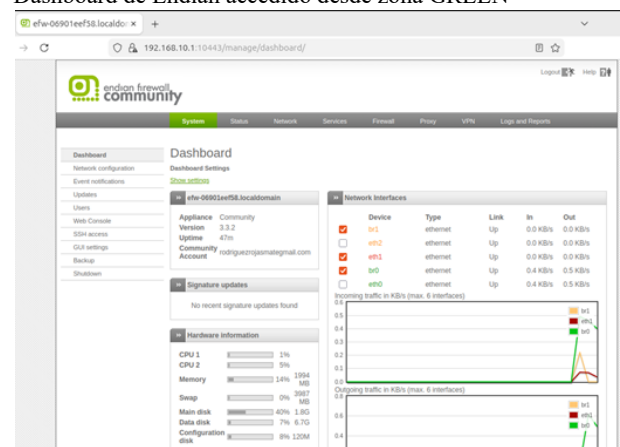 Dashboard de Endian accedido desde zona GREEN
efw-06901eef58.localdo
192.168.10.1:10443/manage/dashboard/
Logout Help
endian firewall
community
System Status Network Services Firewall Proxy VPN Logs and Reports
Dashboard
Network configuration
Event notifications
Updates
Users
Web Console
SSH access
GUI settings
Backup
Shutdown
Dashboard
Dashboard Settings
Show settings
efw-06901eef58.localdomain
Appliance Community
Version 3.3.2
Uptime 47m
Community Account rodriguezrojasmategmail.com
Signature updates
No recent signature updates found
Hardware information
CPU 1 1%
CPU 2 5%
Memory 14% 1994 MB
Swap 0% 3987 MB
Main disk 40% 1.8G
Data disk 7% 6.7G
Configuration disk 8% 120M
Network Interfaces
Device Type Link In Out
br1 ethernet Up 0.0 KB/s 0.0 KB/s
eth2 ethernet Up 0.0 KB/s 0.0 KB/s
eth1 ethernet Up 0.0 KB/s 0.0 KB/s
br0 ethernet Up 0.4 KB/s 0.5 KB/s
eth0 ethernet Up 0.4 KB/s 0.5 KB/s
Incoming traffic in KB/s (max. 6 interfaces)
0.6
0.5
0.4
0.3
0.2
0.1
0.0
br1
eth1
br0
Outgoing traffic in KB/s (max. 6 interfaces)
0.8
0.6
0.4
br1
eth1
br0